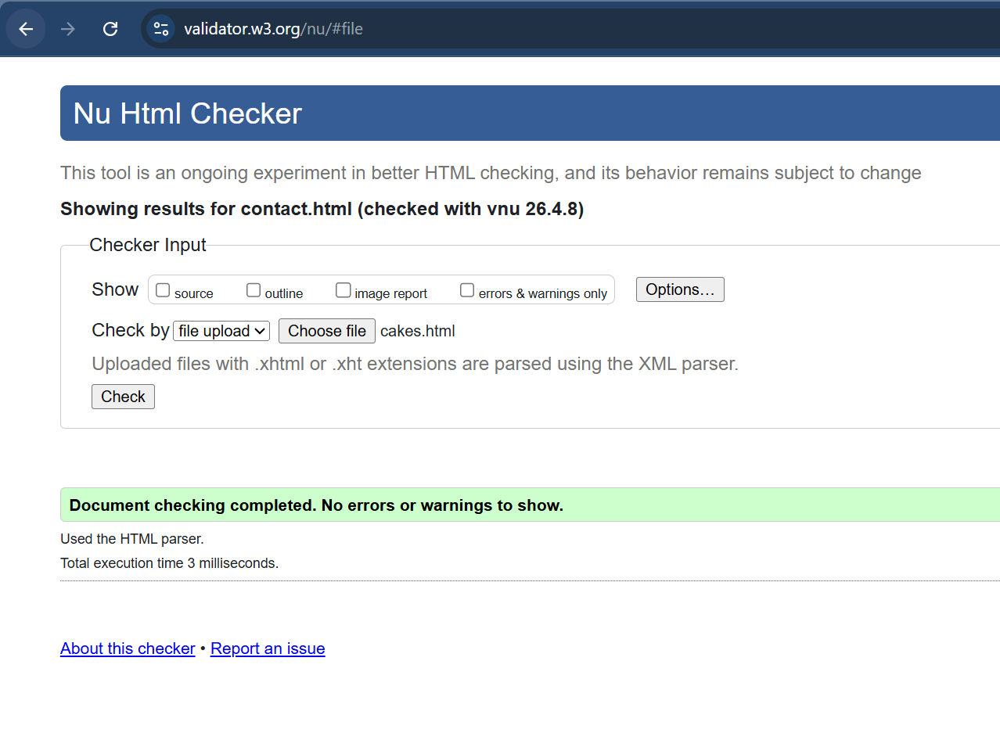 validator.w3.org/nu/#file
Nu Html Checker
This tool is an ongoing experiment in better HTML checking, and its behavior remains subject to change
Showing results for contact.html (checked with vnu 26.4.8)
Checker Input
Show source outline image report errors & warnings only Options…
Check by file upload Choose file cakes.html
Uploaded files with .xhtml or .xht extensions are parsed using the XML parser.
Check
Document checking completed. No errors or warnings to show.
Used the HTML parser.
Total execution time 3 milliseconds.
About this checker • Report an issue